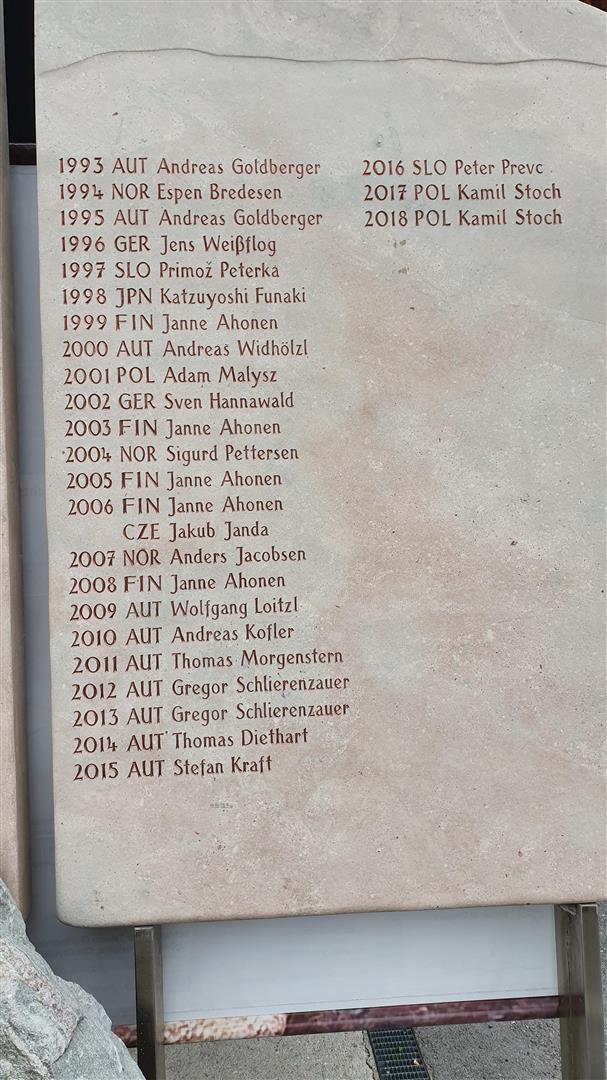 1993 AUT Andreas Goldberger
1994 NOR Espen Bredesen
1995 AUT Andreas Goldberger
1996 GER Jens Weißflog
1997 SLO Primož Peterka
1998 JPN Katzuyoshi Funaki
1999 FIN Janne Ahonen
2000 AUT Andreas Widhölzl
2001 POL Adam Malysz
2002 GER Sven Hannawald
2003 FIN Janne Ahonen
2004 NOR Sigurd Pettersen
2005 FIN Janne Ahonen
2006 FIN Janne Ahonen
CZE Jakub Janda
2007 NOR Anders Jacobsen
2008 FIN Janne Ahonen
2009 AUT Wolfgang Loitzl
2010 AUT Andreas Kofler
2011 AUT Thomas Morgenstern
2012 AUT Gregor Schlierenzauer
2013 AUT Gregor Schlierenzauer
2014 AUT Thomas Diethart
2015 AUT Stefan Kraft
2016 SLO Peter Prevc
2017 POL Kamil Stoch
2018 POL Kamil Stoch